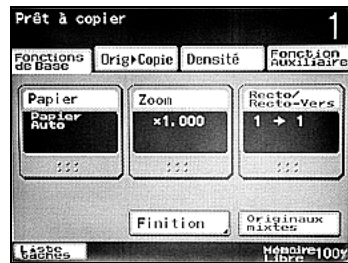 Prêt à copier 1
Fonctions de Base
Orig▸Copie
Densité
Fonction Auxiliaire
Papier
Papier Auto
Zoom
×1.000
Recto/
Recto-Vers
1 → 1
Finition
Originaux mixtes
Liste tâches
Mémoire Libre 100%